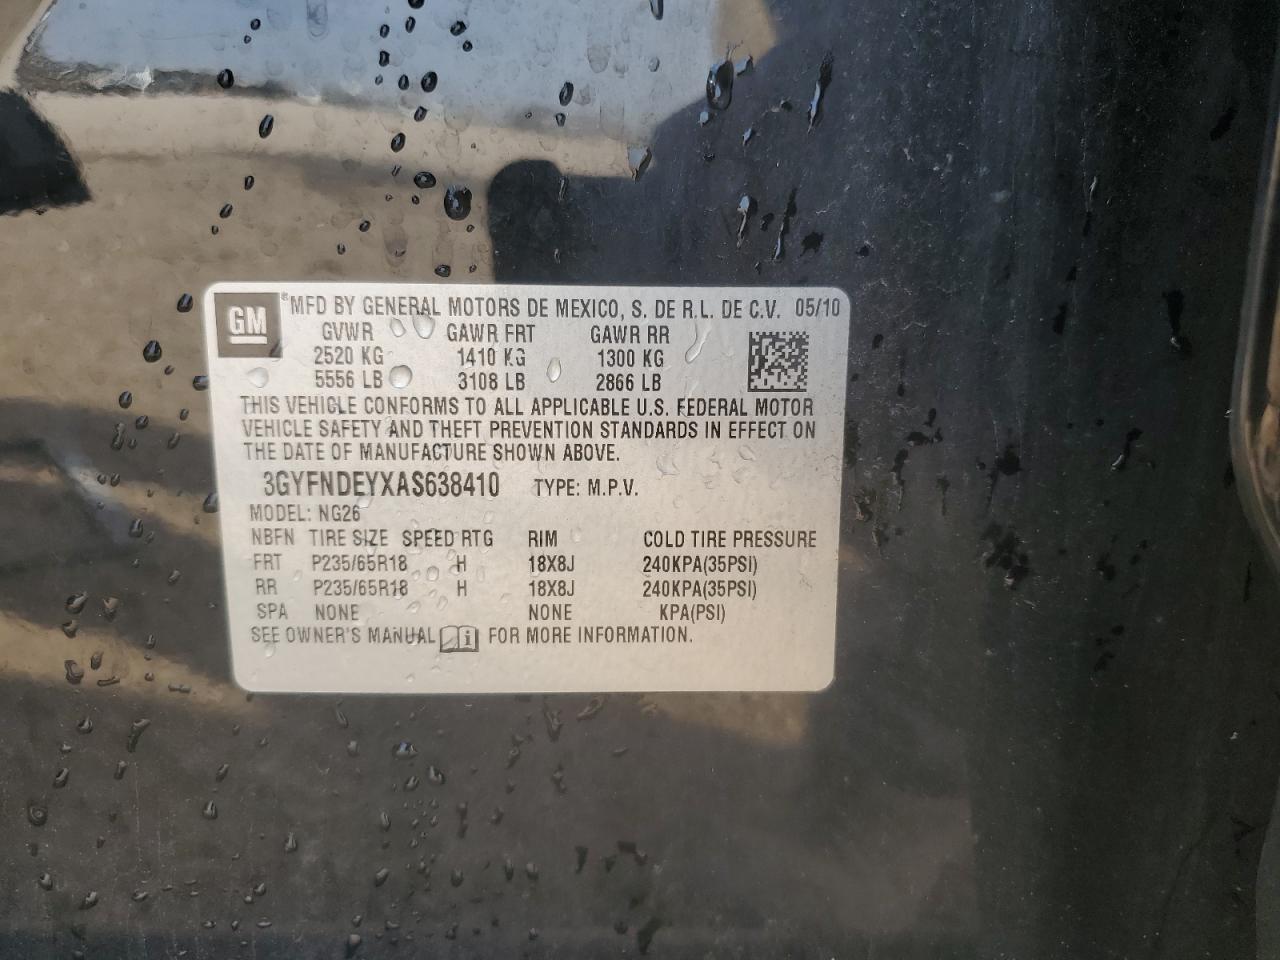 GM ® MFD BY GENERAL MOTORS DE MEXICO, S. DE R.L. DE C.V. 05/10
GVWR GAWR FRT GAWR RR
2520 KG 1410 KG 1300 KG
5556 LB 3108 LB 2866 LB
THIS VEHICLE CONFORMS TO ALL APPLICABLE U.S. FEDERAL MOTOR
VEHICLE SAFETY AND THEFT PREVENTION STANDARDS IN EFFECT ON
THE DATE OF MANUFACTURE SHOWN ABOVE.
3GYFNDEYXAS638410 TYPE: M.P.V.
MODEL: NG26
NBFN TIRE SIZE SPEED RTG RIM COLD TIRE PRESSURE
FRT P235/65R18 H 18X8J 240KPA(35PSI)
RR P235/65R18 H 18X8J 240KPA(35PSI)
SPA NONE NONE KPA(PSI)
SEE OWNER'S MANUAL i FOR MORE INFORMATION.